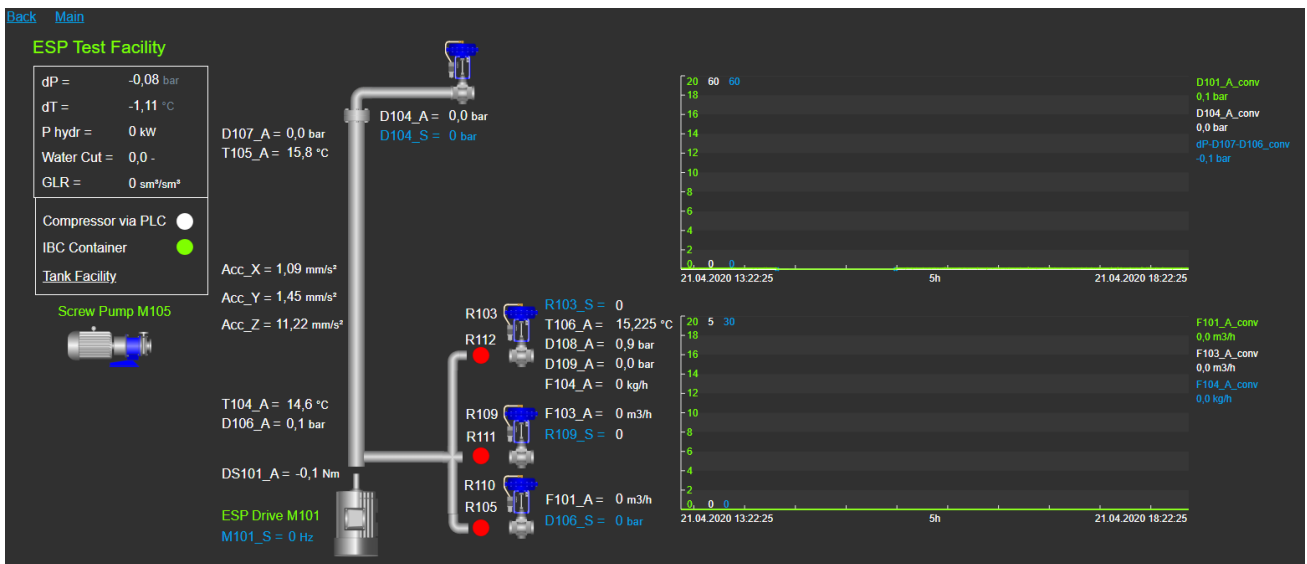 Back Main
ESP Test Facility
dP = -0,08 bar
dT = -1,11 °C
P hydr = 0 kW
Water Cut = 0,0 -
GLR = 0 sm³/sm³
Compressor via PLC
IBC Container
Tank Facility
Screw Pump M105
D107_A = 0,0 bar
T105_A = 15,8 °C
D104_A = 0,0 bar
D104_S = 0 bar
Acc_X = 1,09 mm/s²
Acc_Y = 1,45 mm/s²
Acc_Z = 11,22 mm/s²
T104_A = 14,6 °C
D106_A = 0,1 bar
DS101_A = -0,1 Nm
ESP Drive M101
M101_S = 0 Hz
R103
R112
R103_S = 0
T106_A = 15,225 °C
D108_A = 0,9 bar
D109_A = 0,0 bar
F104_A = 0 kg/h
R109
R111
F103_A = 0 m3/h
R109_S = 0
R110
R105
F101_A = 0 m3/h
D106_S = 0 bar
20 60 60
18
16
14
12
10
8
6
4
2
0 0 0
21.04.2020 13:22:25 5h 21.04.2020 18:22:25
D101_A_conv
0,1 bar
D104_A_conv
0,0 bar
dP-D107-D106_conv
-0,1 bar
20 5 30
18
16
14
12
10
8
6
4
2
0 0 0
21.04.2020 13:22:25 5h 21.04.2020 18:22:25
F101_A_conv
0,0 m3/h
F103_A_conv
0,0 m3/h
F104_A_conv
0,0 kg/h